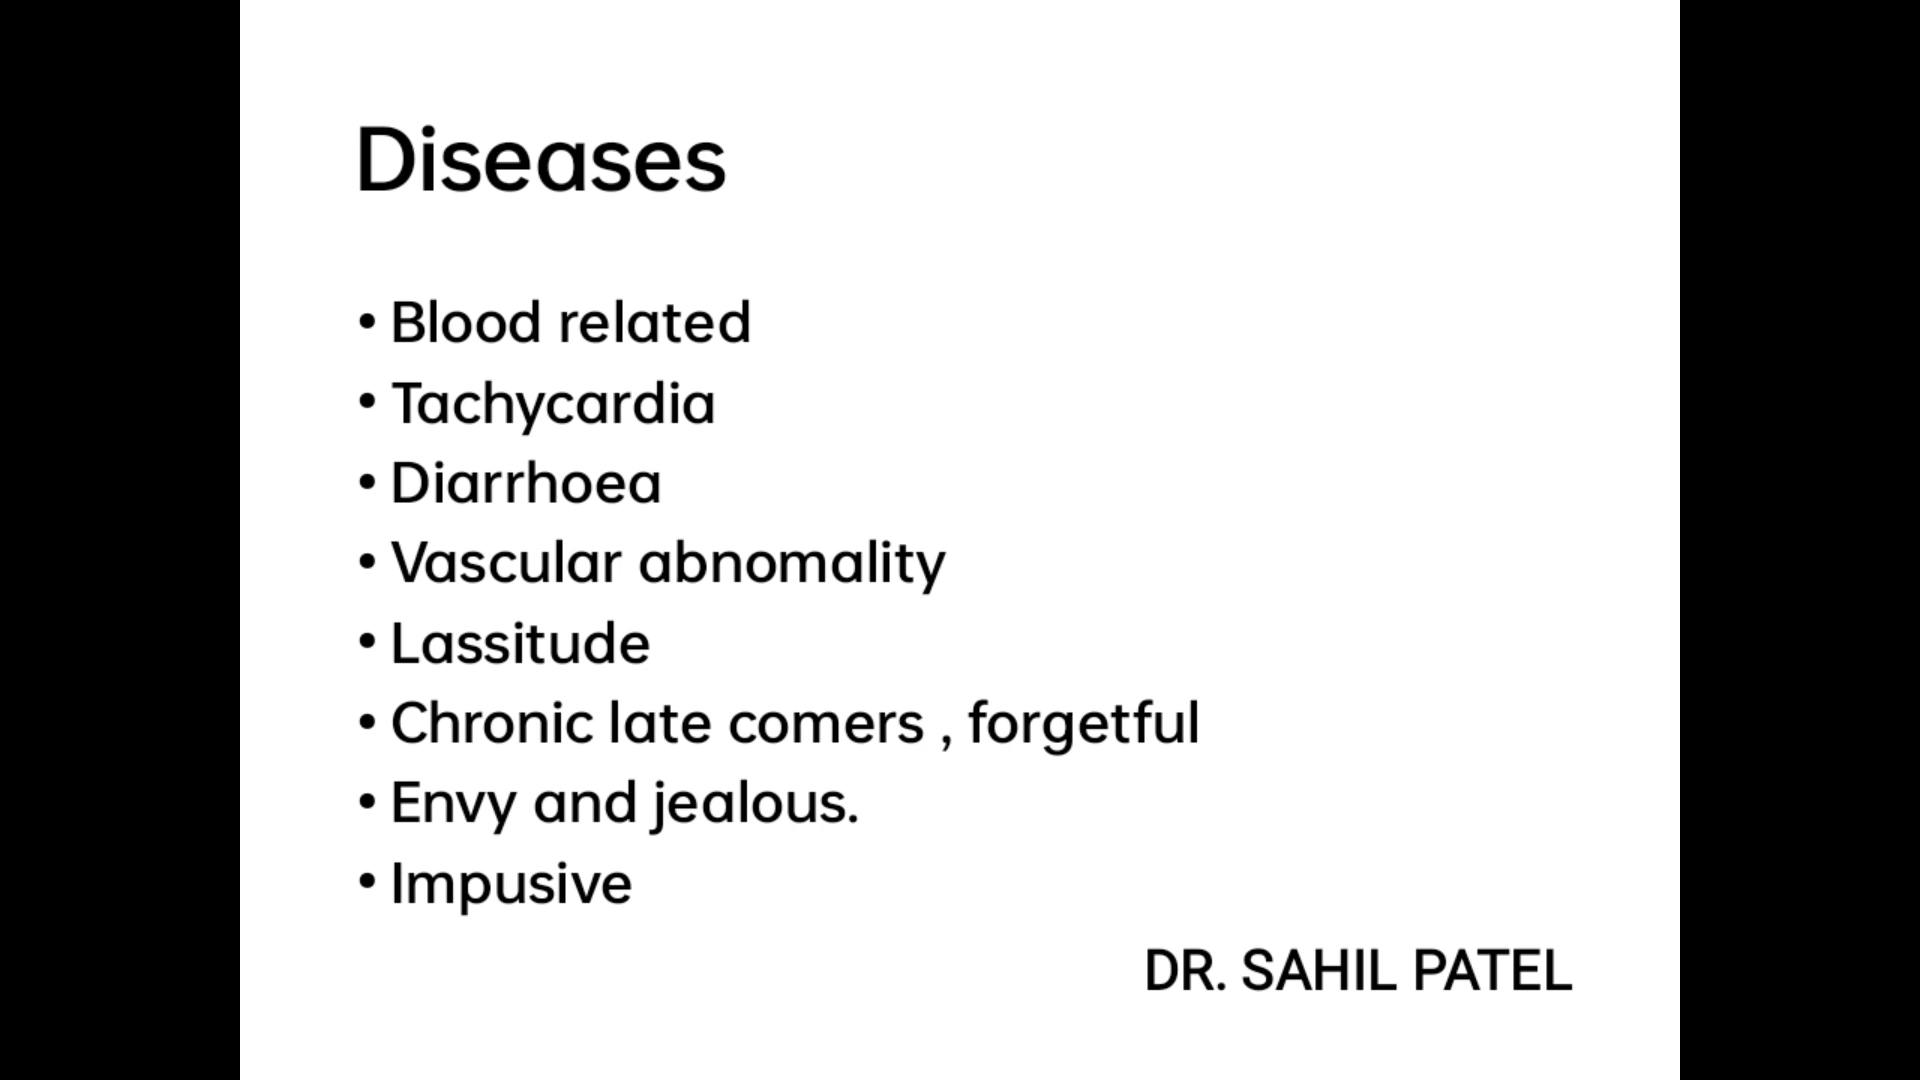 Diseases
• Blood related
• Tachycardia
• Diarrhoea
• Vascular abnomality
• Lassitude
• Chronic late comers , forgetful
• Envy and jealous.
• Impusive
DR. SAHIL PATEL